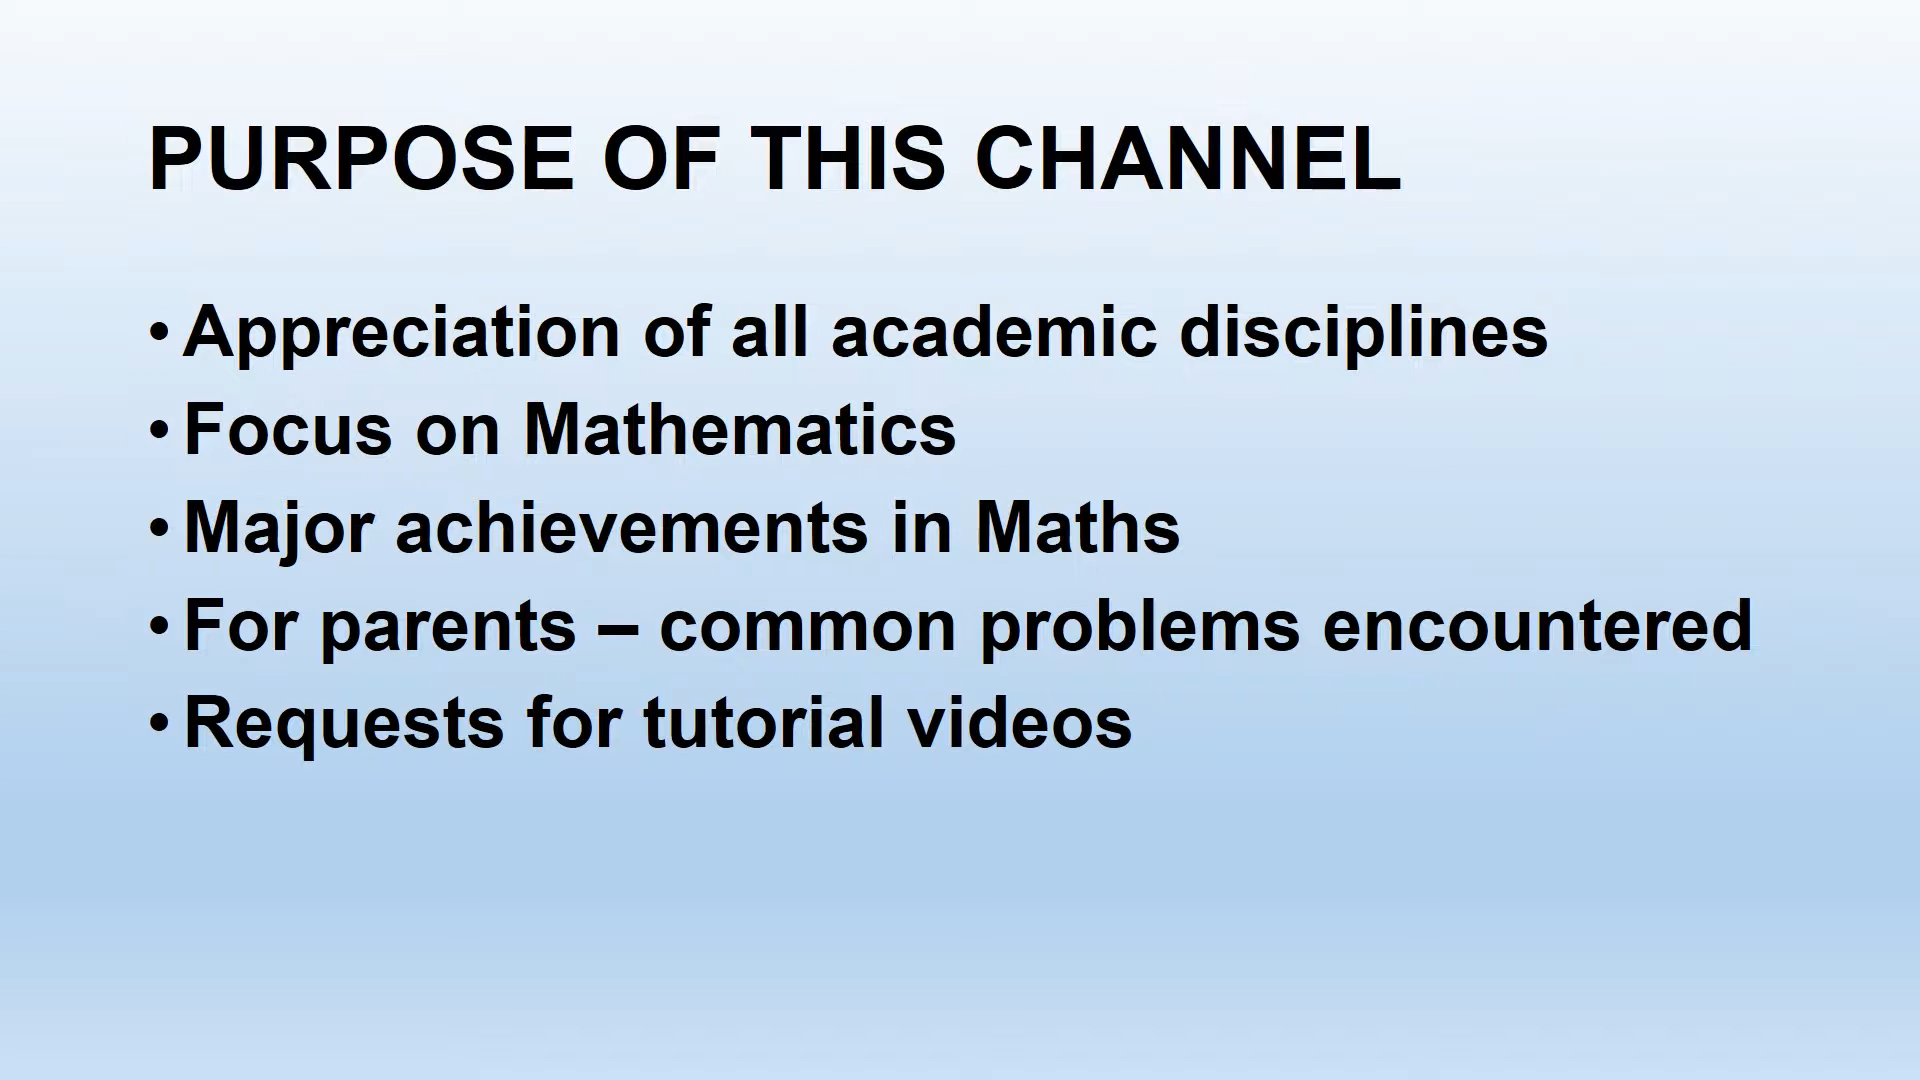 PURPOSE OF THIS CHANNEL
• Appreciation of all academic disciplines
• Focus on Mathematics
• Major achievements in Maths
• For parents – common problems encountered
• Requests for tutorial videos